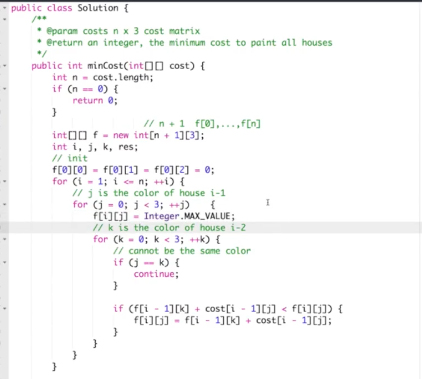 public class Solution {
/**
* @param costs n x 3 cost matrix
* @return an integer, the minimum cost to paint all houses
*/
public int minCost(int[][] cost) {
int n = cost.length;
if (n == 0) {
return 0;
}
// n + 1 f[0],...,f[n]
int[][] f = new int[n + 1][3];
int i, j, k, res;
// init
f[0][0] = f[0][1] = f[0][2] = 0;
for (i = 1; i <= n; ++i) {
// j is the color of house i-1
for (j = 0; j < 3; ++j) {
f[i][j] = Integer.MAX_VALUE;
// k is the color of house i-2
for (k = 0; k < 3; ++k) {
// cannot be the same color
if (j == k) {
continue;
}
if (f[i - 1][k] + cost[i - 1][j] < f[i][j]) {
f[i][j] = f[i - 1][k] + cost[i - 1][j];
}
}
}
}